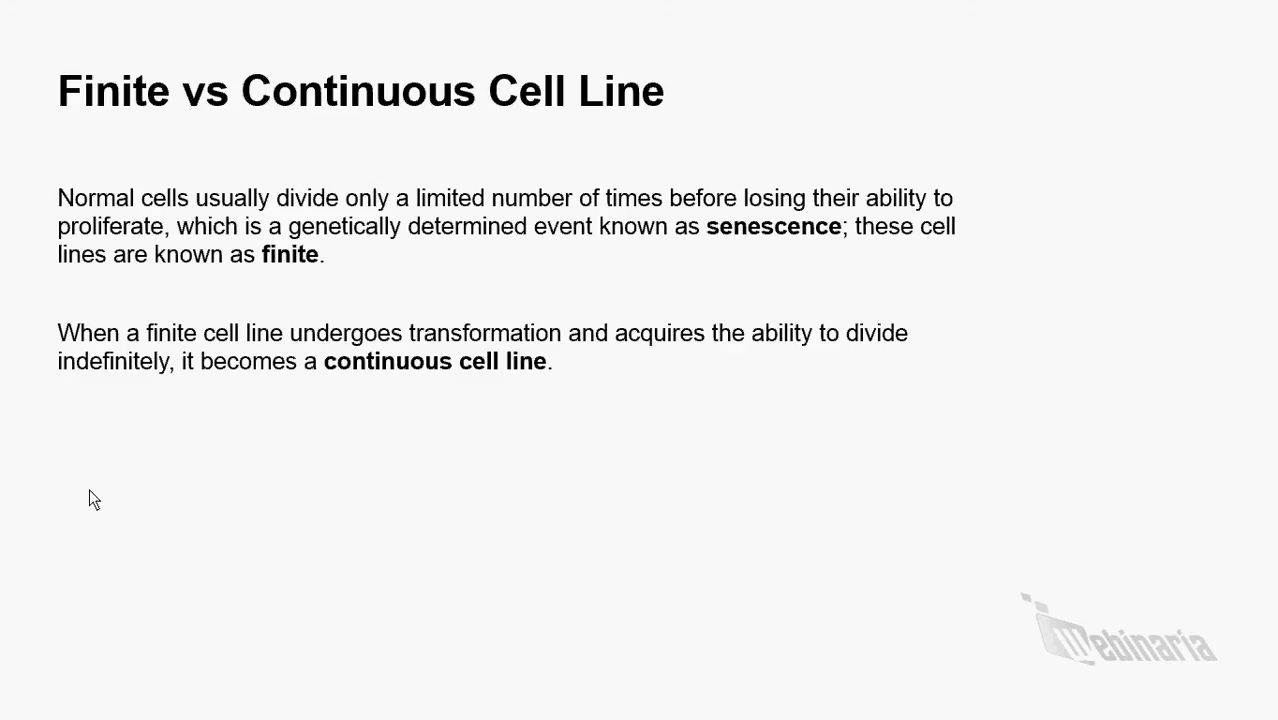 Finite vs Continuous Cell Line
Normal cells usually divide only a limited number of times before losing their ability to
proliferate, which is a genetically determined event known as senescence; these cell
lines are known as finite.
When a finite cell line undergoes transformation and acquires the ability to divide
indefinitely, it becomes a continuous cell line.
Webinaria